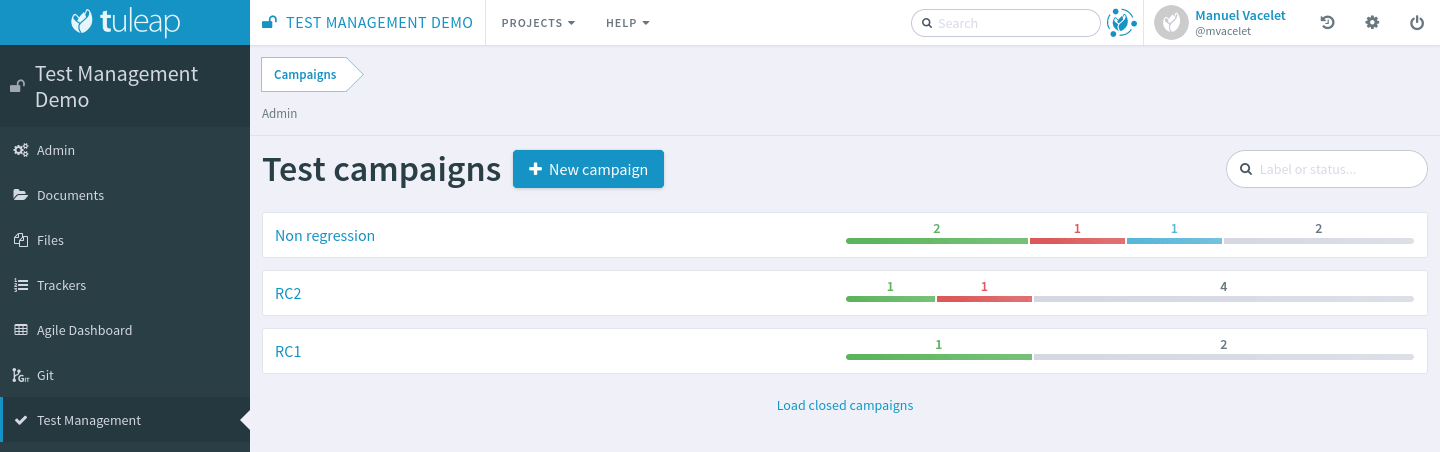 tuleap
TEST MANAGEMENT DEMO
PROJECTS
HELP
Search
Manuel Vacelet
@mvacelet
Test Management
Demo
Admin
Documents
Files
Trackers
Agile Dashboard
Git
Test Management
Campaigns
Admin
Test campaigns
New campaign
Label or status...
Non regression
2 1 1 2
RC2
1 1 4
RC1
1 2
Load closed campaigns